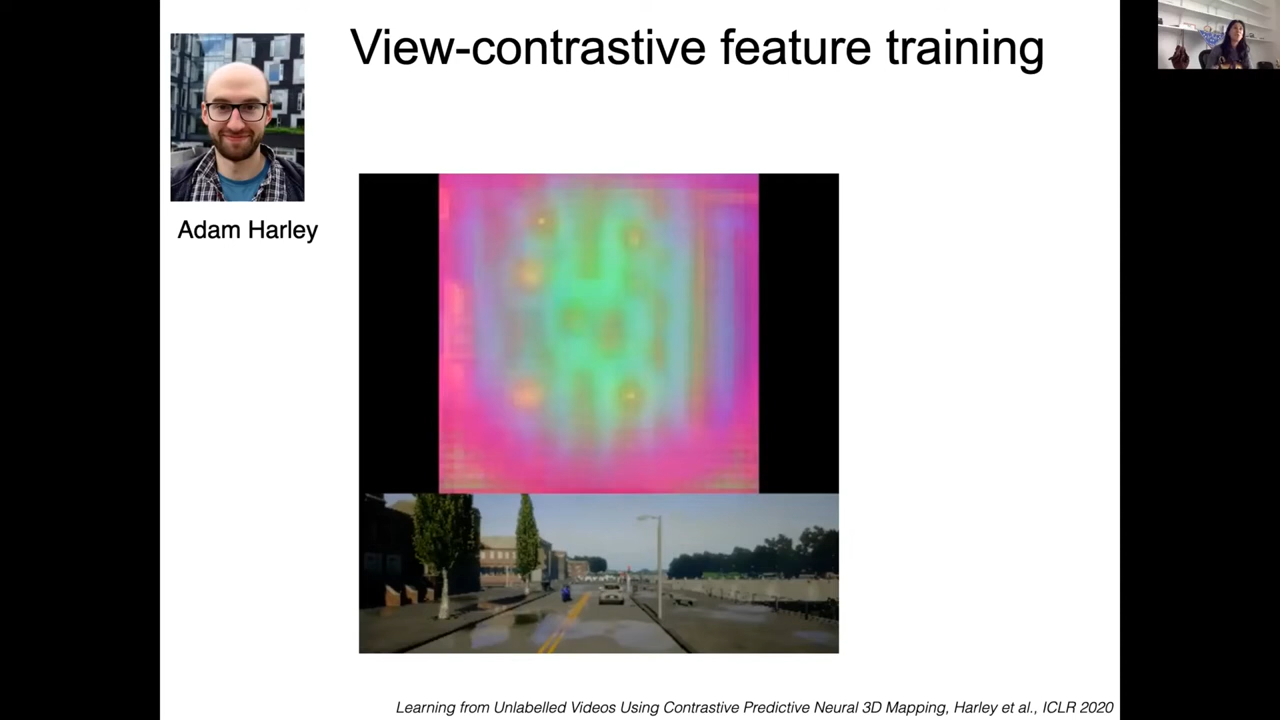 View-contrastive feature training
Adam Harley
Learning from Unlabelled Videos Using Contrastive Predictive Neural 3D Mapping, Harley et al., ICLR 2020